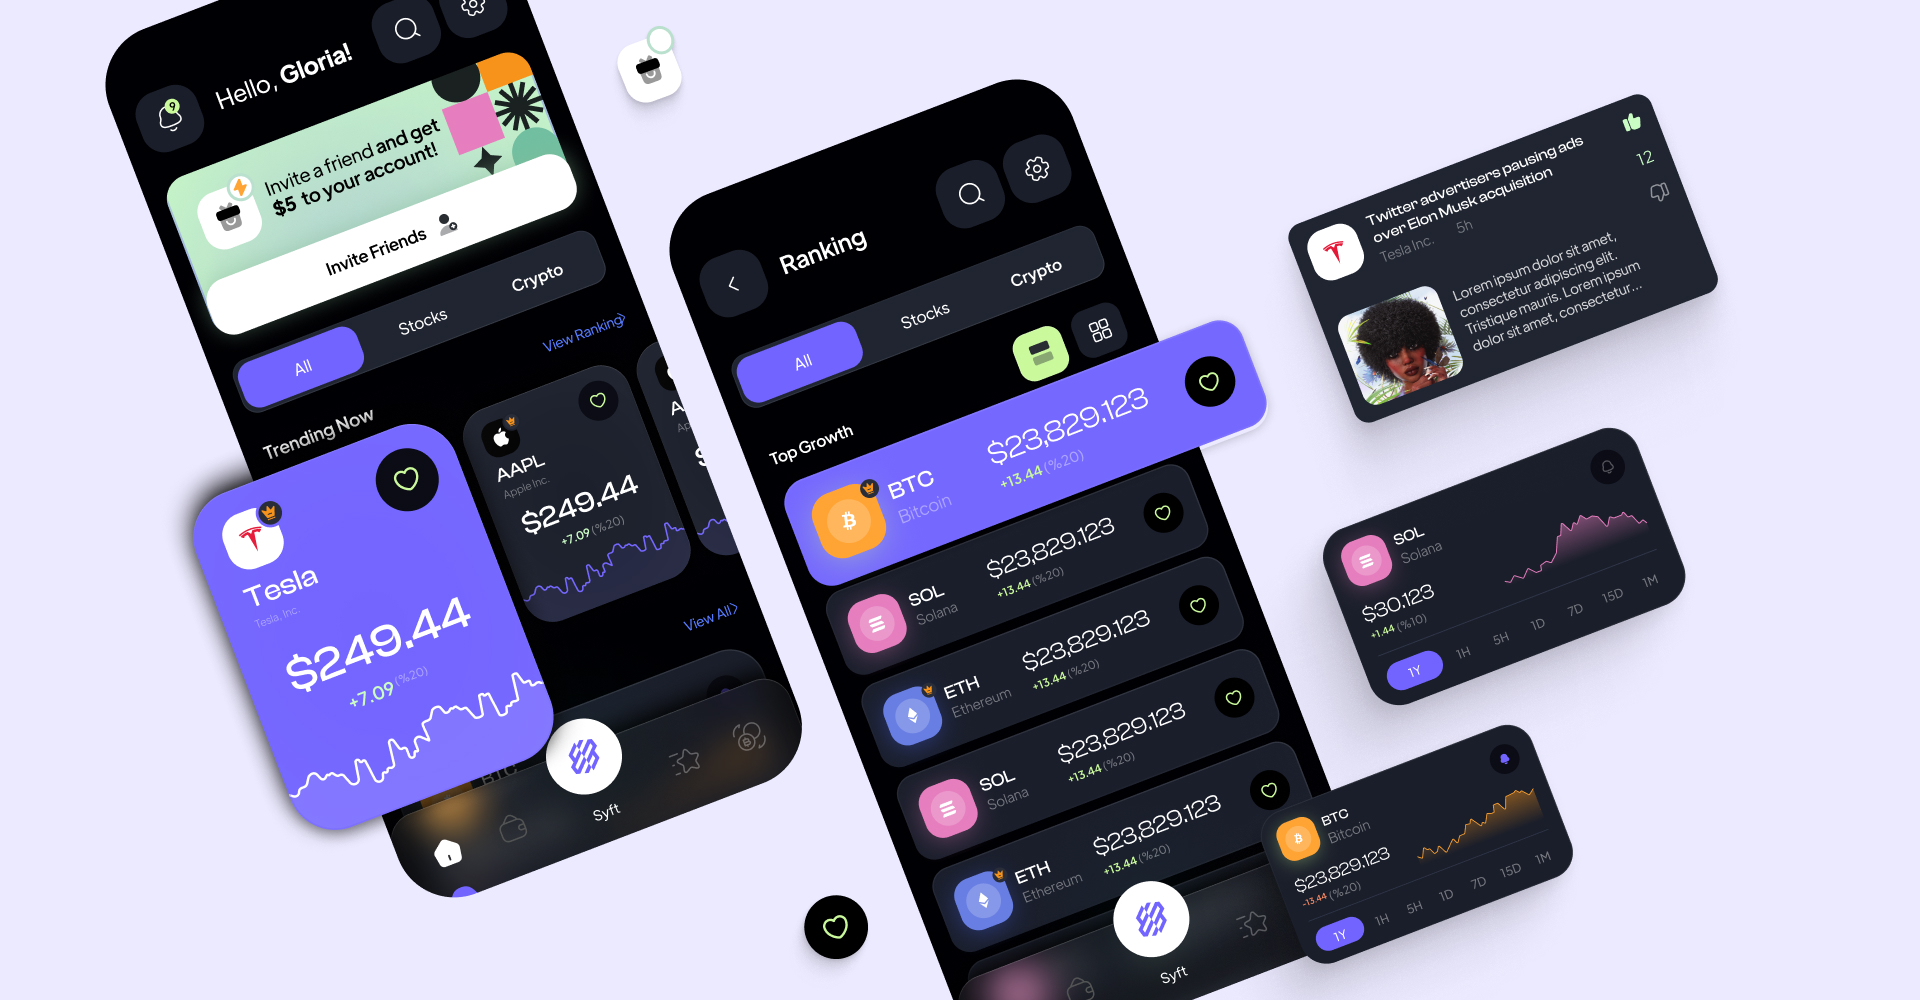 9
Hello, Gloria!
Invite a friend and get
$5 to your account!
Invite Friends
All
Stocks
Crypto
View Ranking
Trending Now
Tesla
Tesla, Inc.
$249.44
+7.09 (%20)
AAPL
Apple Inc.
$249.44
+7.09 (%20)
View All
BTC
Syft
Ranking
All
Stocks
Crypto
Top Growth
BTC
Bitcoin
$23,829.123
+13.44 (%20)
SOL
Solana
$23,829.123
+13.44 (%20)
ETH
Ethereum
$23,829.123
+13.44 (%20)
SOL
Solana
$23,829.123
+13.44 (%20)
ETH
Ethereum
$23,829.123
+13.44 (%20)
Syft
Twitter advertisers pausing ads
over Elon Musk acquisition
Tesla Inc. 5h
12
Lorem ipsum dolor sit amet,
consectetur adipiscing elit.
Tristique mauris. Lorem ipsum
dolor sit amet, consectetur...
SOL
Solana
$30.123
+1.44 (%10)
1Y 1H 5H 1D 7D 15D 1M
BTC
Bitcoin
$23,829.123
-13.44 (%20)
1Y 1H 5H 1D 7D 15D 1M